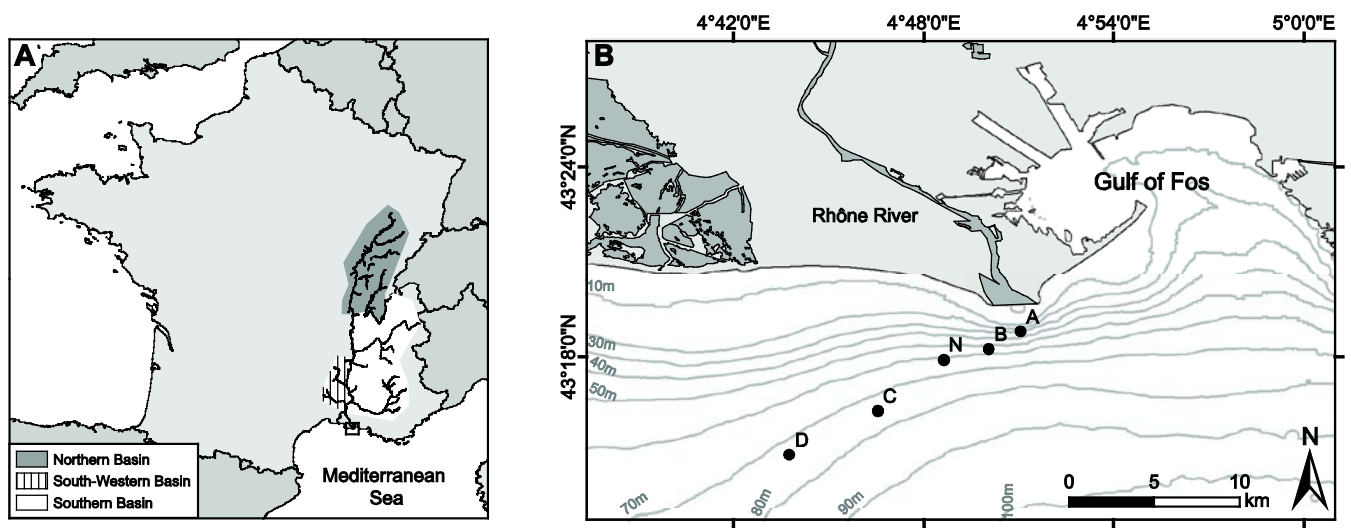 A
Northern Basin
South-Western Basin
Southern Basin
Mediterranean
Sea
4°42'0"E
4°48'0"E
4°54'0"E
5°0'0"E
B
43°24'0"N
43°18'0"N
Gulf of Fos
Rhône River
10m
30m
40m
50m
A
B
N
C
D
70m
80m
90m
100m
0
5
10
km
N